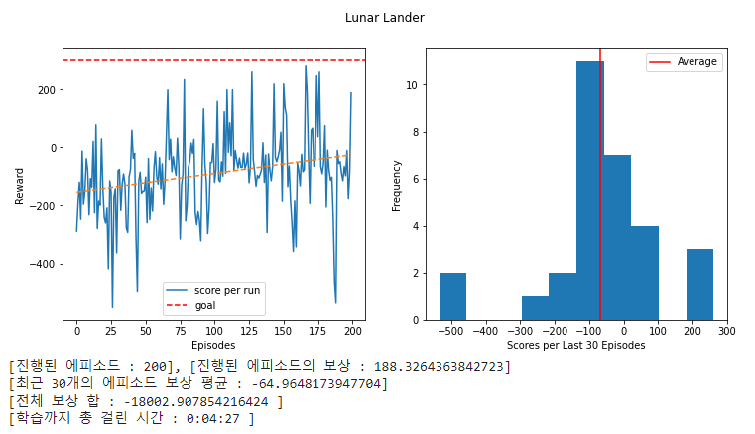 Lunar Lander
Reward
200
0
−200
−400
score per run
goal
0
25
50
75
100
125
150
175
200
Episodes
Frequency
10
8
6
4
2
0
Average
−500
−400
−300
−200
−100
0
100
200
300
Scores per Last 30 Episodes
[진행된 에피소드 : 200], [진행된 에피소드의 보상 : 188.3264363842723]
[최근 30개의 에피소드 보상 평균 : -64.9648173947704]
[전체 보상 합 : -18002.907854216424 ]
[학습까지 총 걸린 시간 : 0:04:27 ]